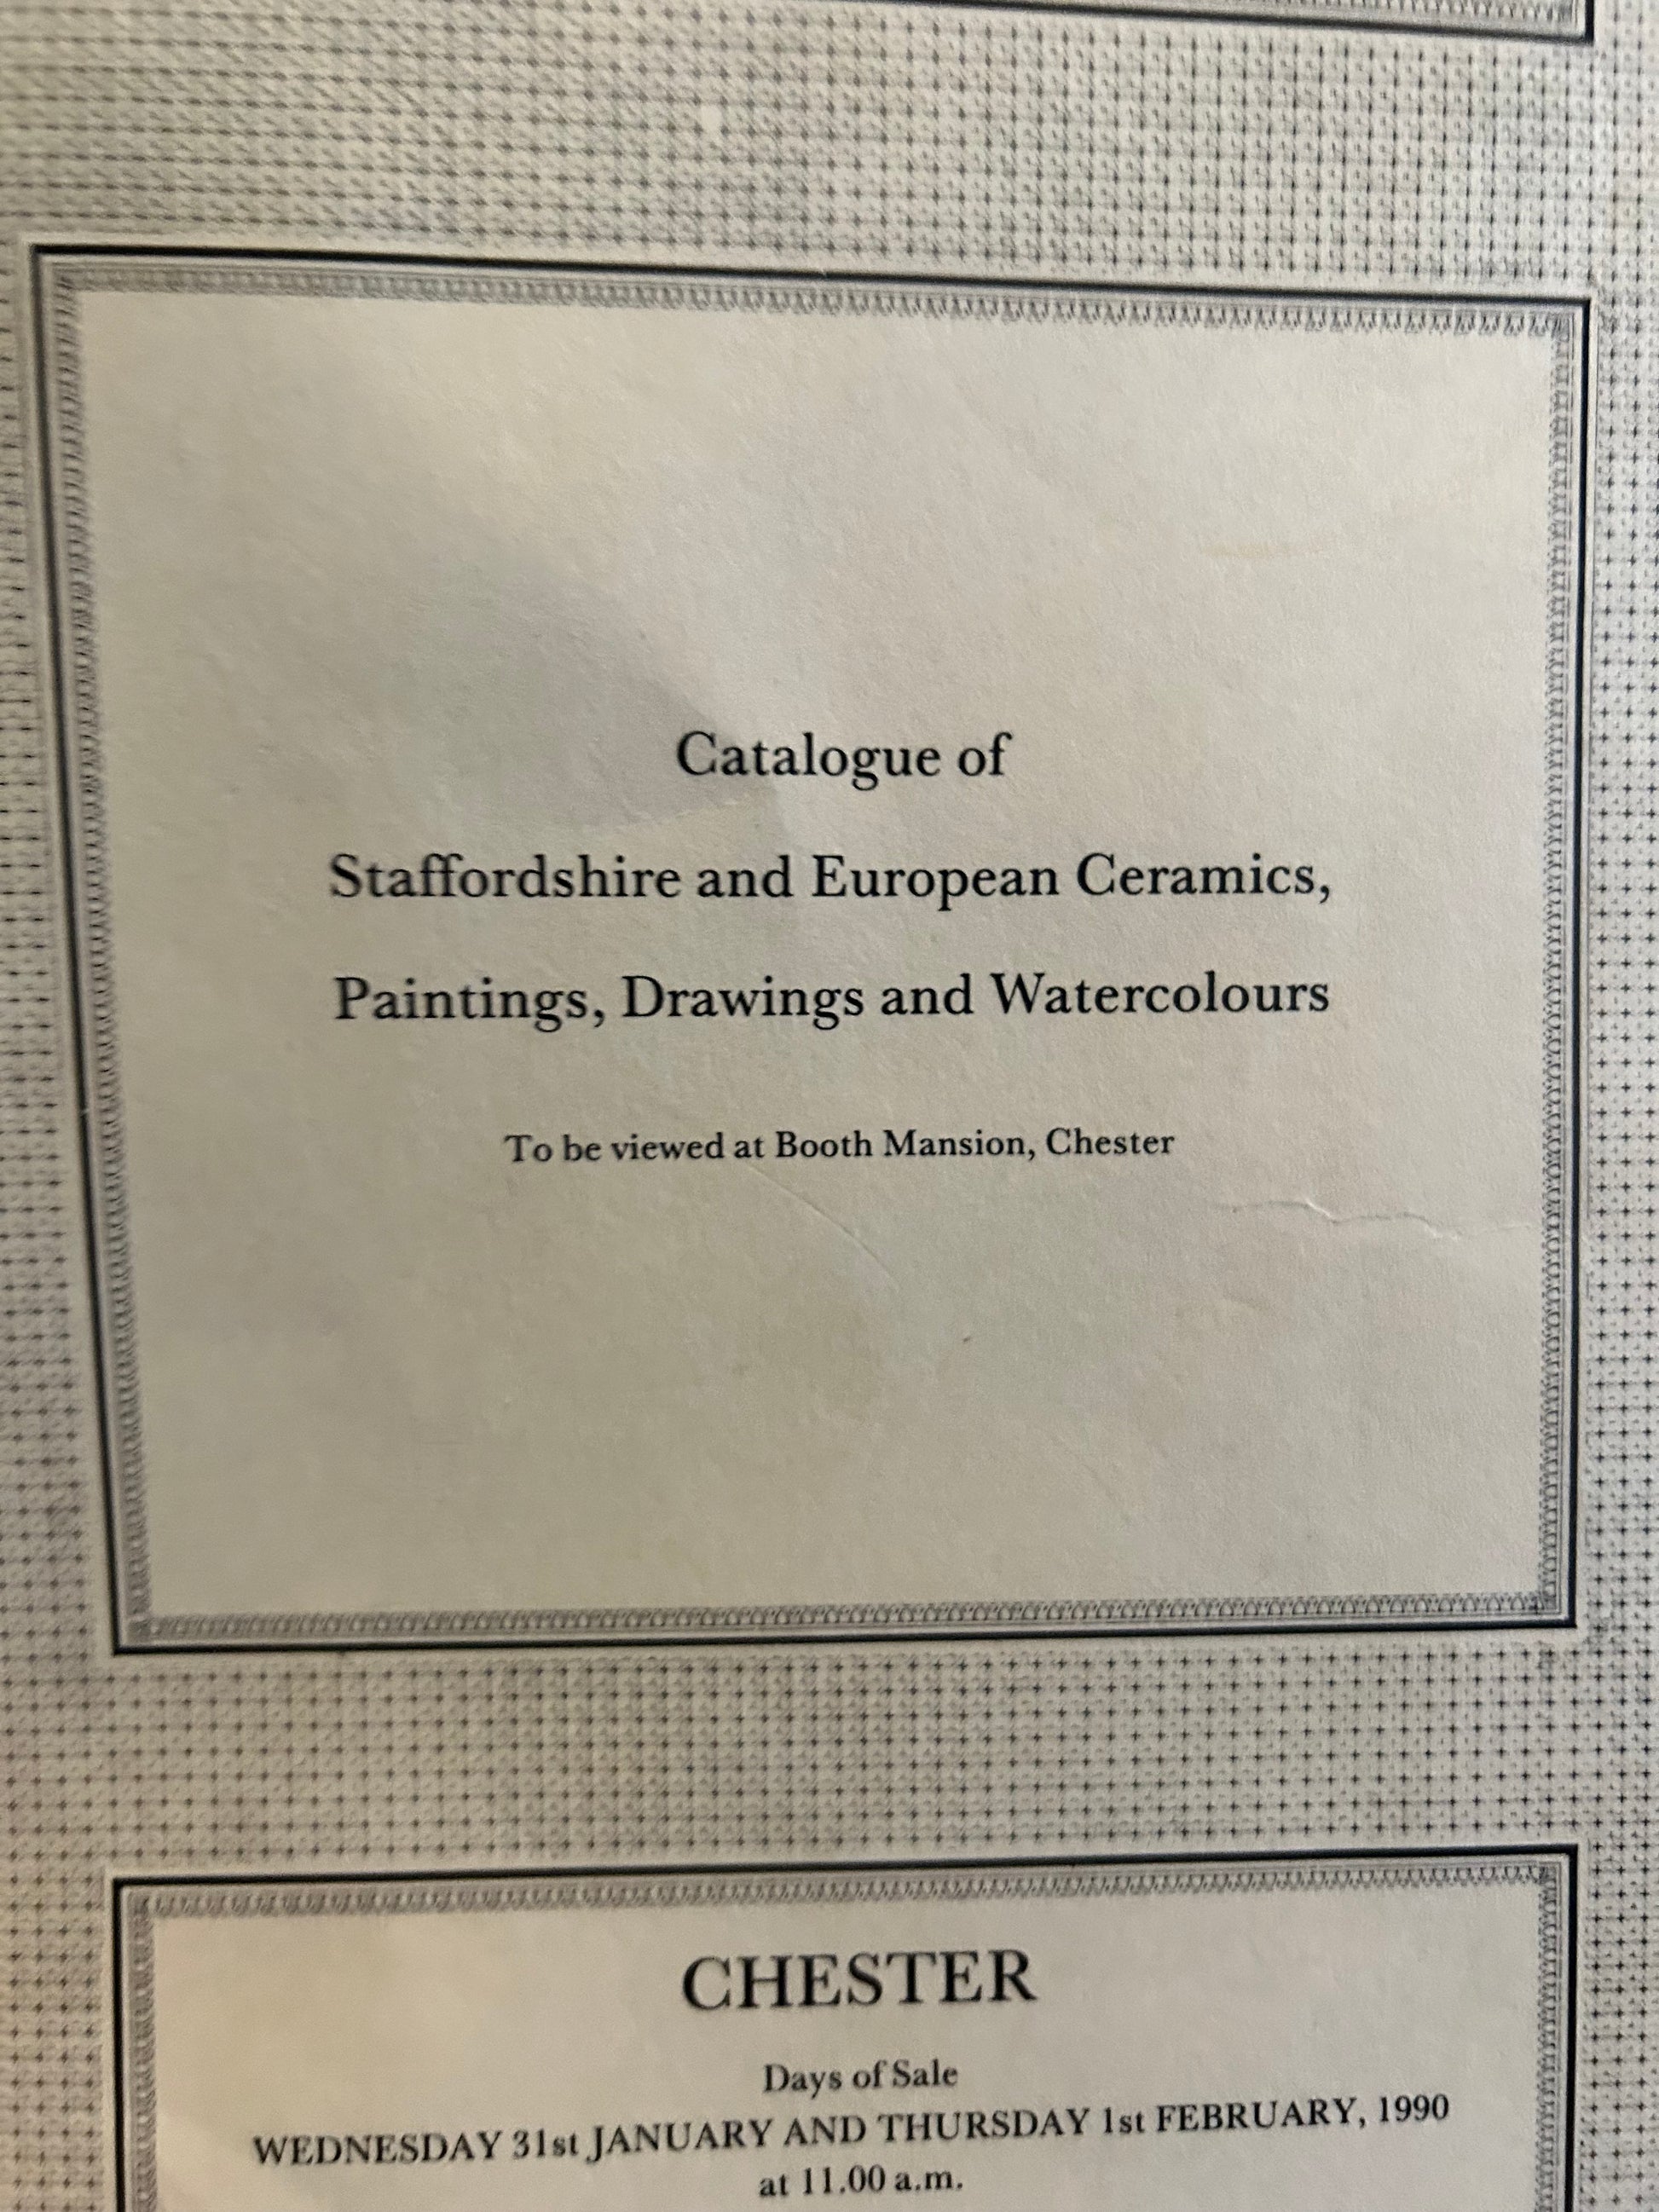 Catalogue of
Staffordshire and European Ceramics,
Paintings, Drawings and Watercolours
To be viewed at Booth Mansion, Chester
CHESTER
Days of Sale
WEDNESDAY 31st JANUARY AND THURSDAY 1st FEBRUARY, 1990
at 11.00 a.m.